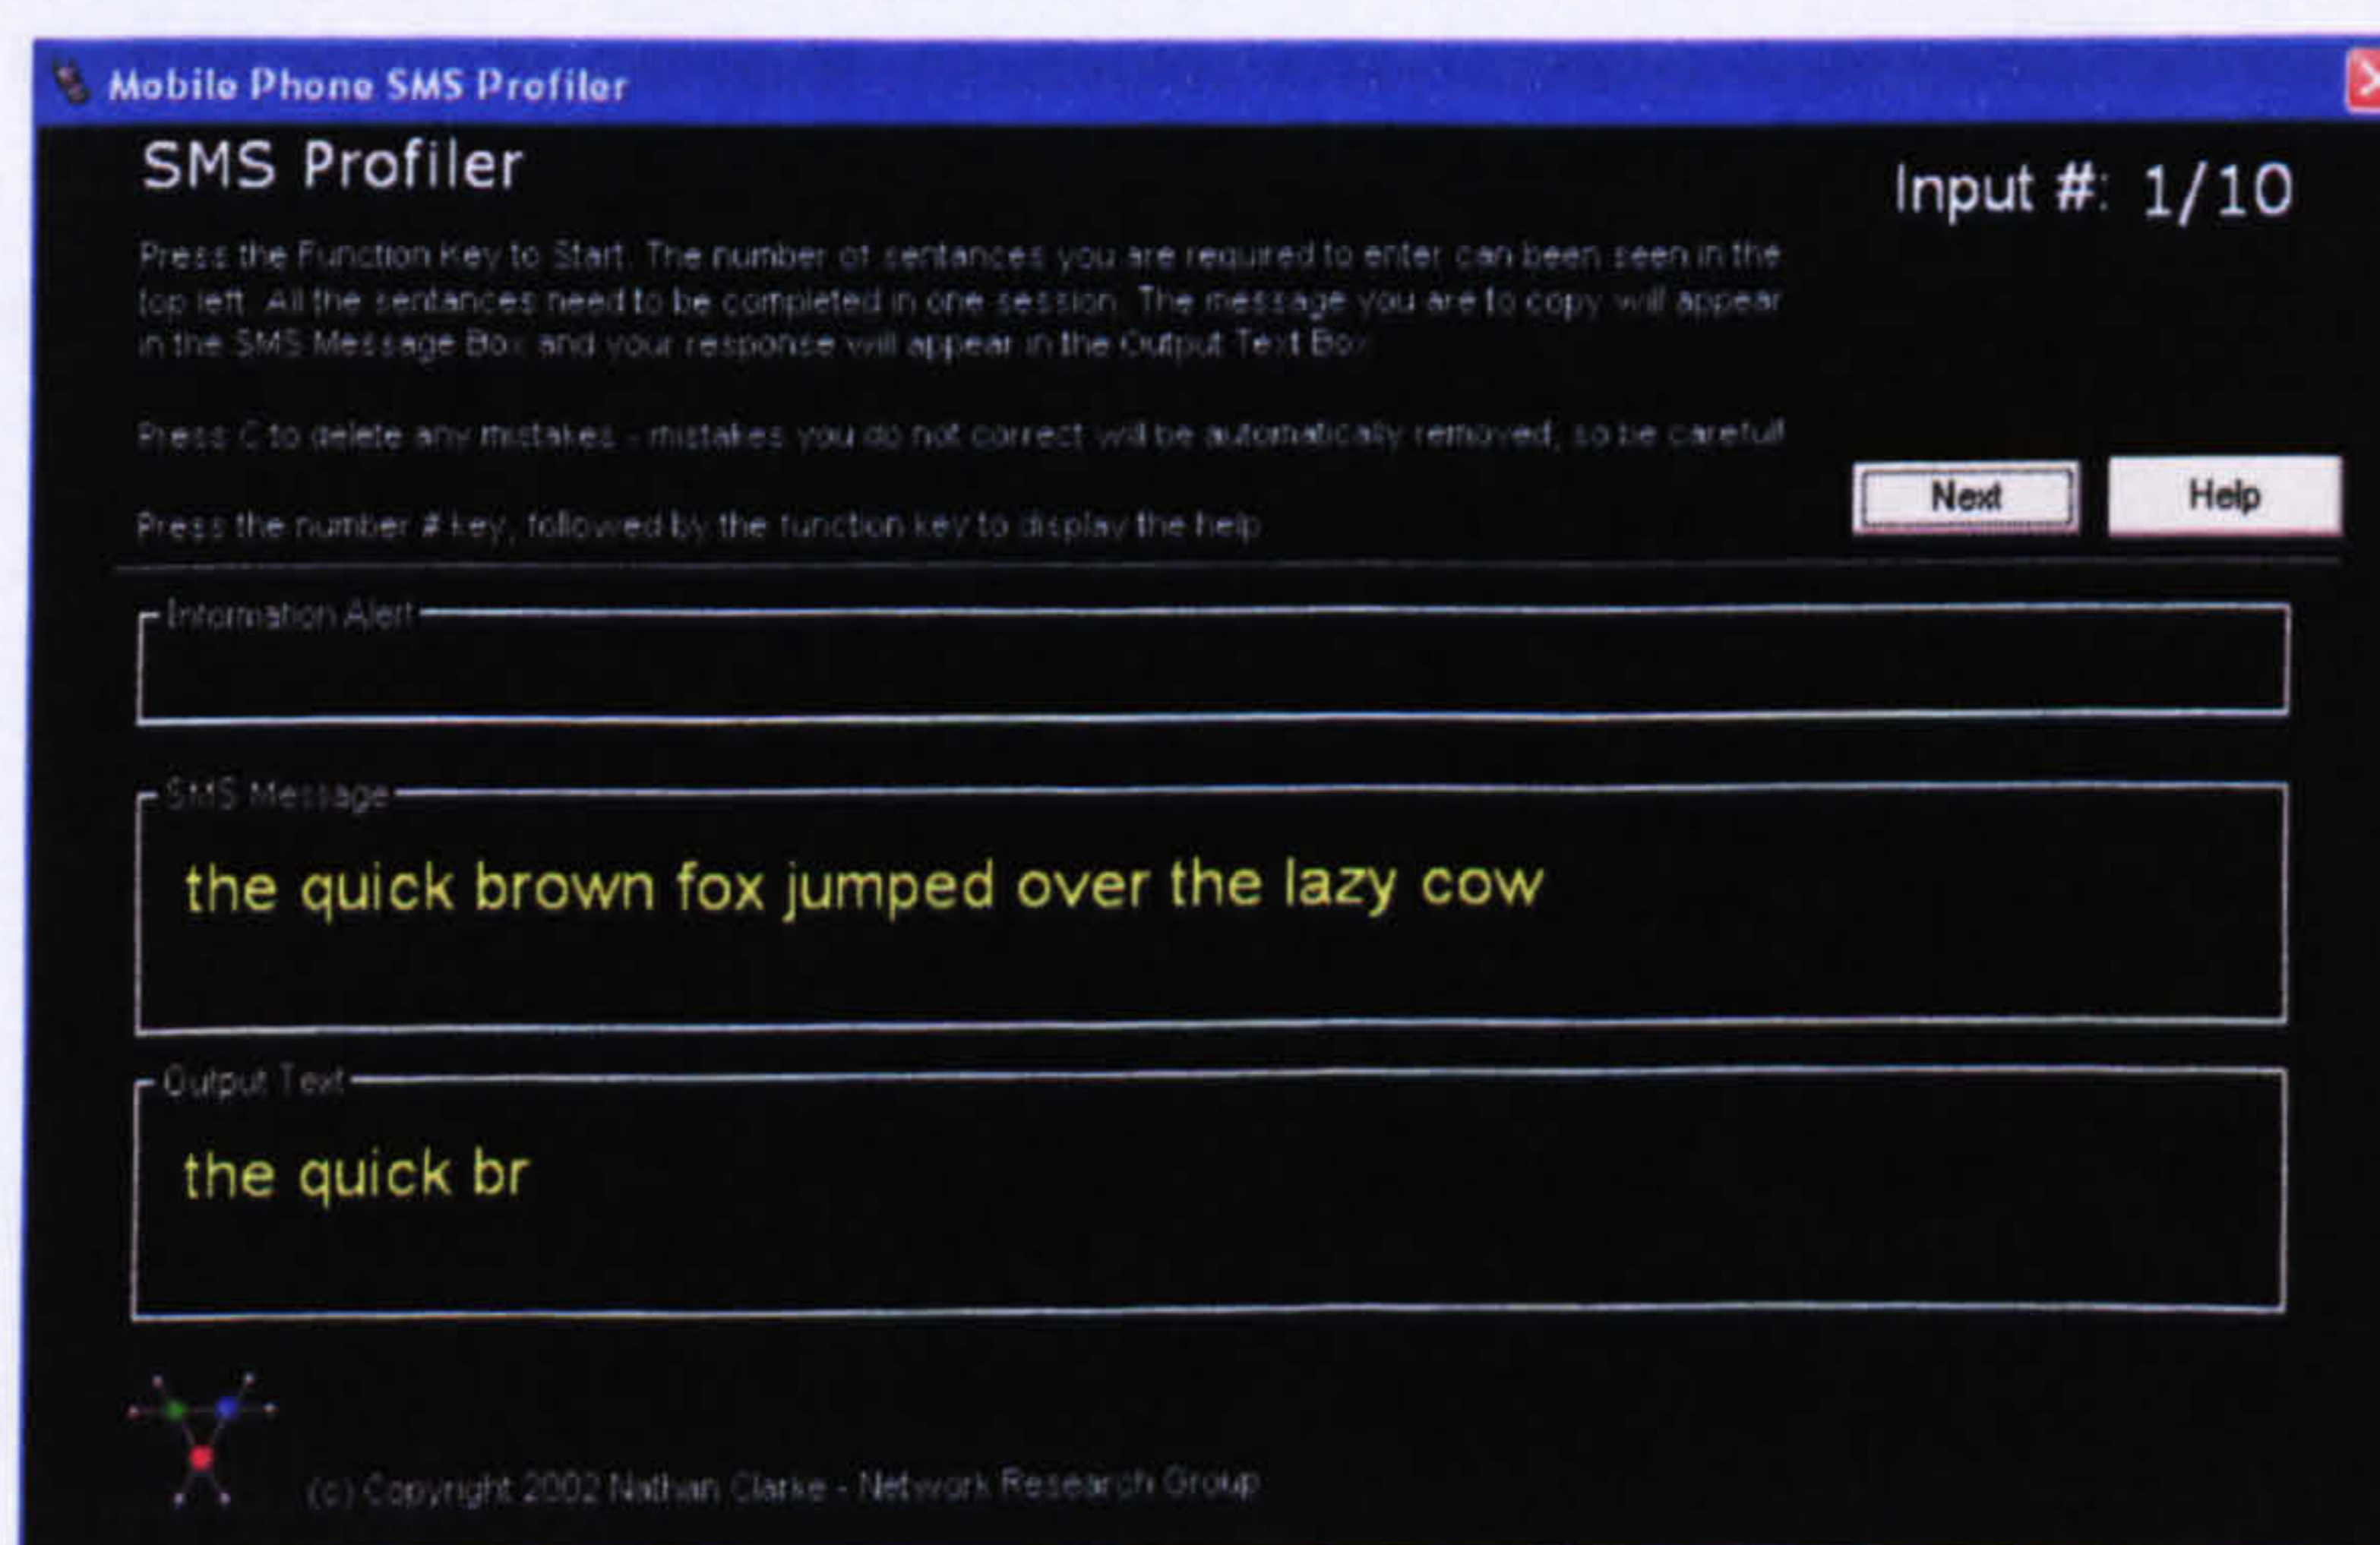 Mobile Phone SMS Profiler
SMS Profiler
Input #: 1/10
Press the Function Key to Start. The number of sentances you are required to enter can been seen in the
top left. All the sentances need to be completed in one session. The message you are to copy will appear
in the SMS Message Box and your response will appear in the Output Text Box
Press C to delete any mistakes - mistakes you do not correct will be automatically removed, so be careful!
Next
Help
Press the number # key, followed by the function key to display the help
Information Alert
SMS Message
the quick brown fox jumped over the lazy cow
Output Text
the quick br
(c) Copyright 2002 Nathan Clarke - Network Research Group